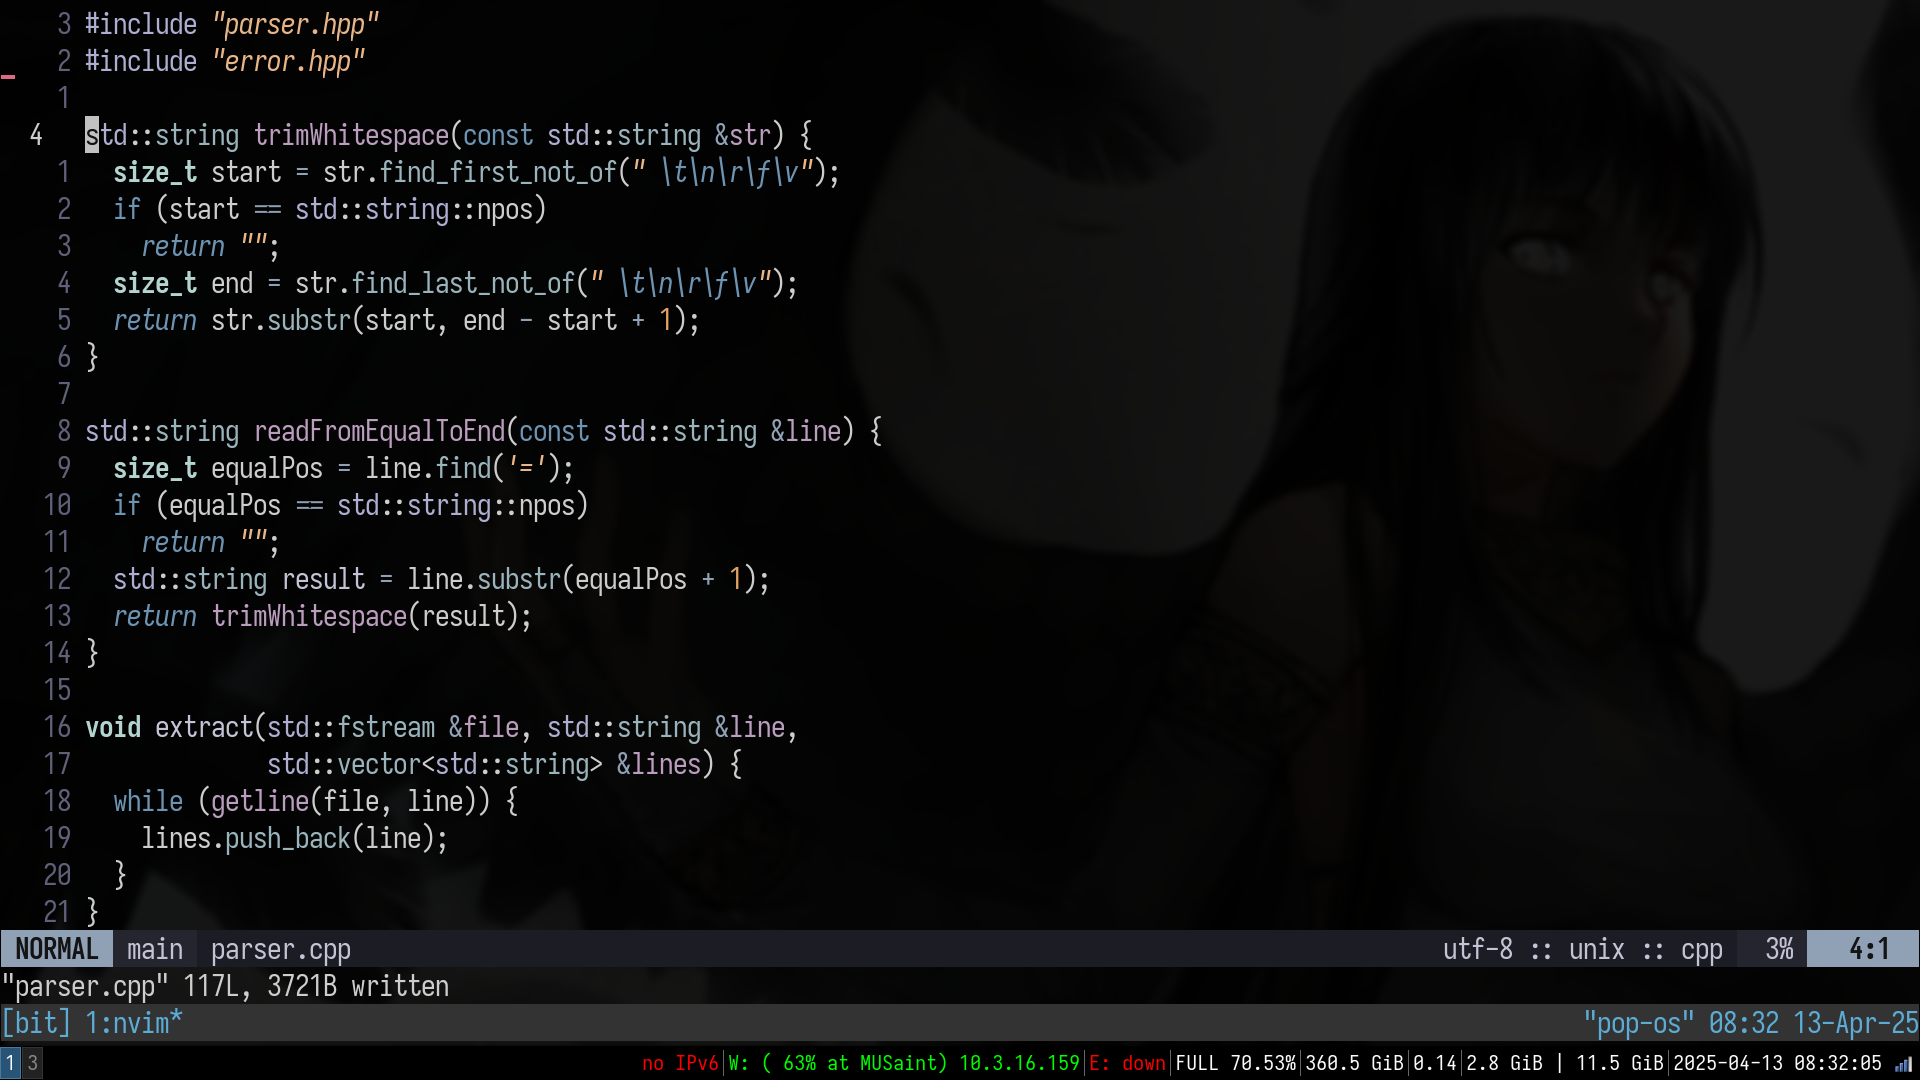 3 #include "parser.hpp"
2 #include "error.hpp"
1
4 std::string trimWhitespace(const std::string &str) {
1   size_t start = str.find_first_not_of(" \t\n\r\f\v");
2   if (start == std::string::npos)
3     return "";
4   size_t end = str.find_last_not_of(" \t\n\r\f\v");
5   return str.substr(start, end - start + 1);
6 }
7
8 std::string readFromEqualToEnd(const std::string &line) {
9   size_t equalPos = line.find('=');
10   if (equalPos == std::string::npos)
11     return "";
12   std::string result = line.substr(equalPos + 1);
13   return trimWhitespace(result);
14 }
15
16 void extract(std::fstream &file, std::string &line,
17              std::vector<std::string> &lines) {
18   while (getline(file, line)) {
19     lines.push_back(line);
20   }
21 }
NORMAL main parser.cpp utf-8 :: unix :: cpp 3% 4:1
"parser.cpp" 117L, 3721B written
[bit] 1:nvim* "pop-os" 08:32 13-Apr-25
1 3 no IPv6|W: ( 63% at MUSaint) 10.3.16.159|E: down|FULL 70.53%|360.5 GiB|0.14|2.8 GiB | 11.5 GiB|2025-04-13 08:32:05